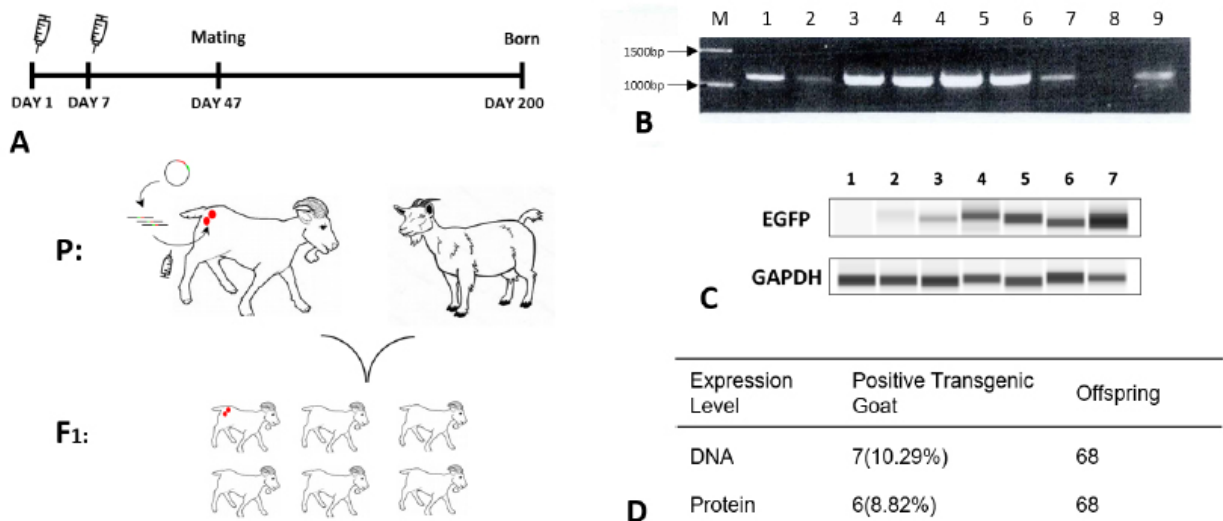 Mating
Born
DAY 1
DAY 7
DAY 47
DAY 200
A
M 1 2 3 4 4 5 6 7 8 9
1500bp
1000bp
B
P:
F1:
1 2 3 4 5 6 7
EGFP
GAPDH
C
Expression Level
Positive Transgenic Goat
Offspring
DNA 7(10.29%) 68
Protein 6(8.82%) 68
D